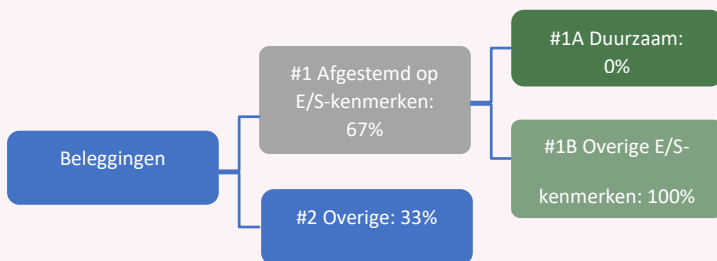 Beleggingen
#1 Afgestemd op
E/S-kenmerken:
67%
#2 Overige: 33%
#1A Duurzaam:
0%
#1B Overige E/S-
kenmerken: 100%